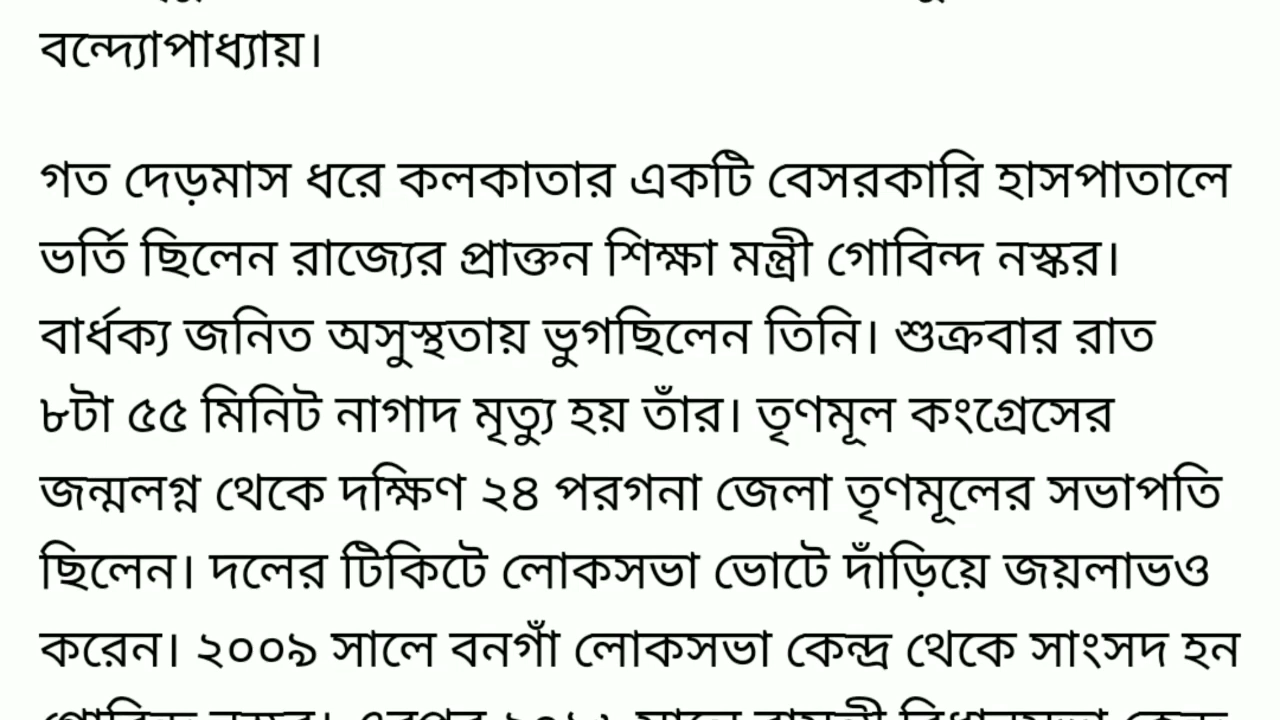 বন্দ্যোপাধ্যায়।
গত দেড়মাস ধরে কলকাতার একটি বেসরকারি হাসপাতালে
ভর্তি ছিলেন রাজ্যের প্রাক্তন শিক্ষা মন্ত্রী গোবিন্দ নস্কর।
বার্ধক্য জনিত অসুস্থতায় ভুগছিলেন তিনি। শুক্রবার রাত
৮টা ৫৫ মিনিট নাগাদ মৃত্যু হয় তাঁর। তৃণমূল কংগ্রেসের
জন্মলগ্ন থেকে দক্ষিণ ২৪ পরগনা জেলা তৃণমূলের সভাপতি
ছিলেন। দলের টিকিটে লোকসভা ভোটে দাঁড়িয়ে জয়লাভও
করেন। ২০০৯ সালে বনগাঁ লোকসভা কেন্দ্র থেকে সাংসদ হন